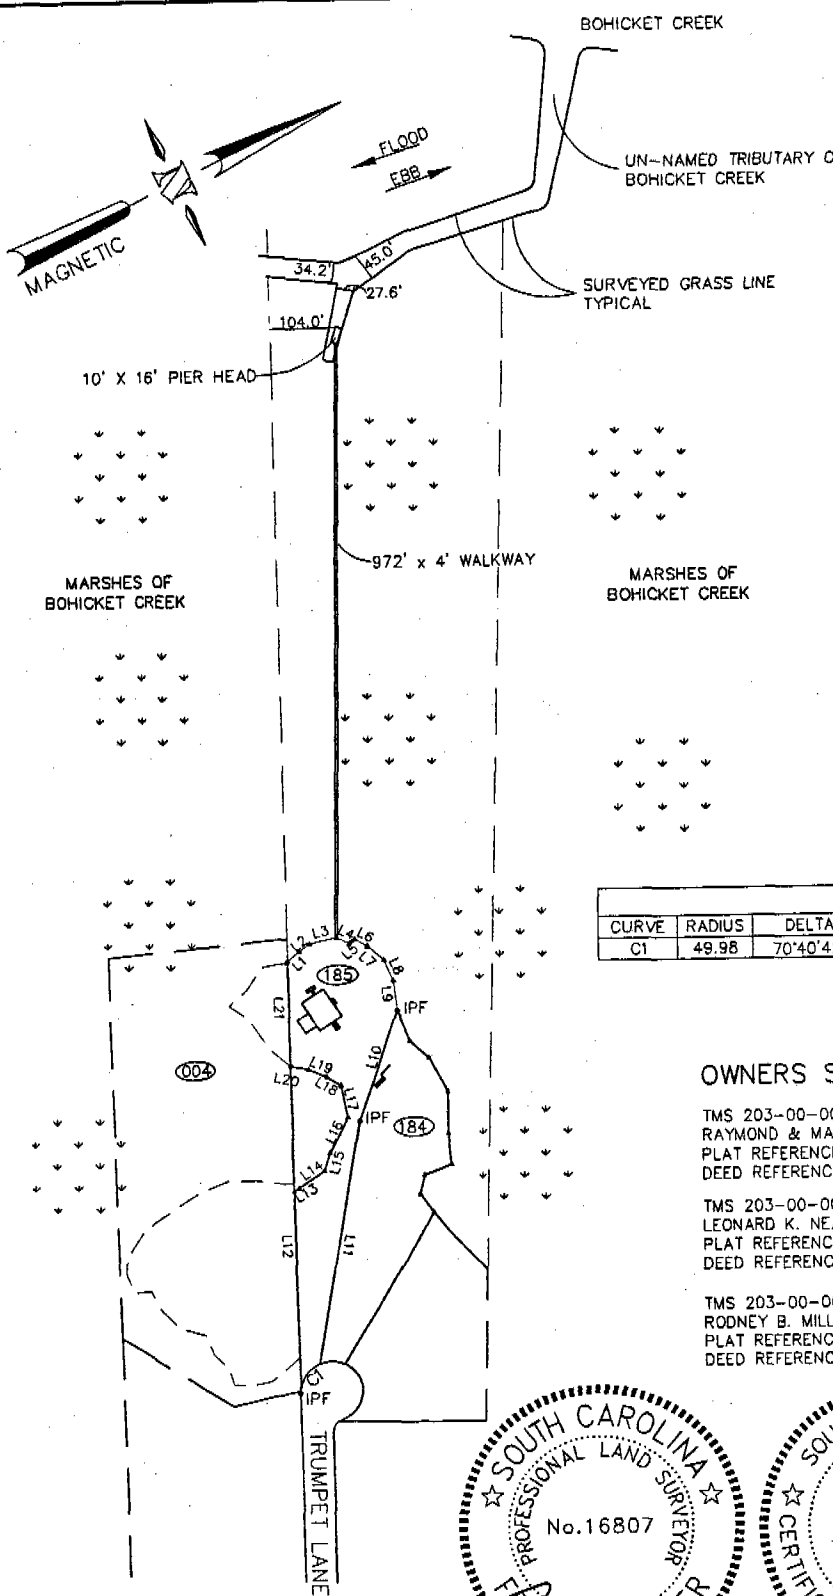 BOHICKET CREEK
FLOOD
EBB
UN-NAMED TRIBUTARY
BOHICKET CREEK
MAGNETIC
34.2'
45.0'
27.6'
SURVEYED GRASS LINE
TYPICAL
104.0'
10' X 16' PIER HEAD
972' x 4' WALKWAY
MARSHES OF
BOHICKET CREEK
MARSHES OF
BOHICKET CREEK
CURVE RADIUS DELTA
C1 49.98 70°40'4
L1
L2
L3
L4
L5
L6
L7
L8
L9
185
IPF
L21
L10
004
L20
L19
L18
L17
IPF
184
L16
L15
L14
L13
L12
L11
OWNERS S
TMS 203-00-00
RAYMOND & MA
PLAT REFERENC
DEED REFERENC
TMS 203-00-00
LEONARD K. NE
PLAT REFERENC
DEED REFERENC
TMS 203-00-00
RODNEY B. MILL
PLAT REFERENC
DEED REFERENC
C1
IPF
TRUMPET LANE
SOUTH CAROLINA
PROFESSIONAL LAND SURVEYOR
No.16807
SOU
CERTIFI